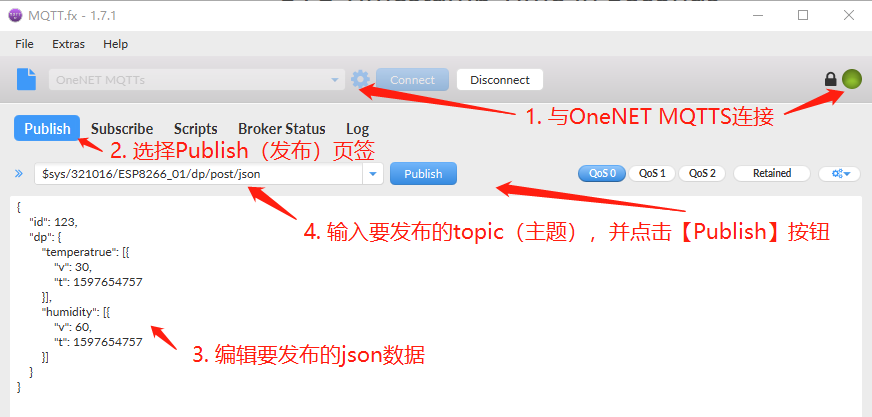 MQTT.fx - 1.7.1
File Extras Help
OneNET MQTTs Connect Disconnect
1. 与OneNET MQTTS连接
Publish Subscribe Scripts Broker Status Log
2. 选择Publish（发布）页签
$sys/321016/ESP8266_01/dp/post/json Publish QoS 0 QoS 1 QoS 2 Retained
4. 输入要发布的topic（主题），并点击【Publish】按钮
{
"id": 123,
"dp": {
"temperatrue": [{
"v": 30,
"t": 1597654757
}],
"humidity": [{
"v": 60,
"t": 1597654757
}]
}
}
3. 编辑要发布的json数据